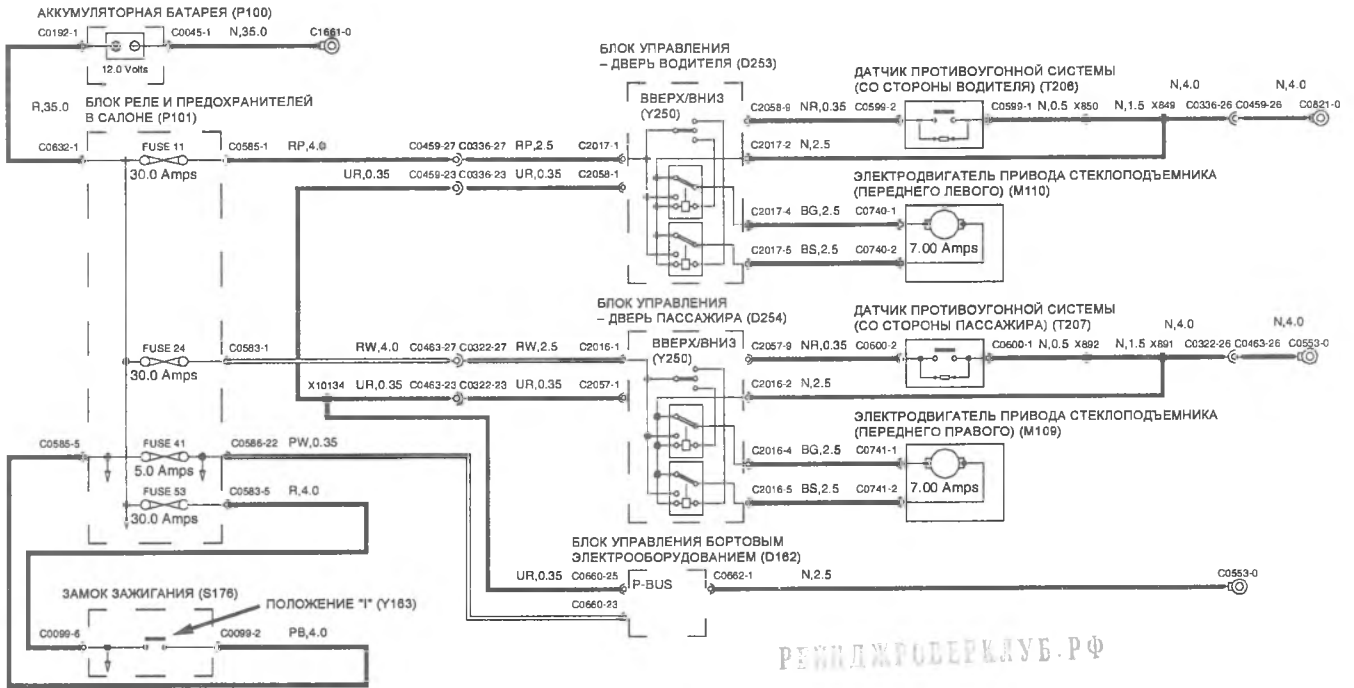 АККУМУЛЯТОРНАЯ БАТАРЕЯ (P100)
C0192-1
C0045-1 N,35.0 C1661-0
12.0 Volts
R,35.0
БЛОК РЕЛЕ И ПРЕДОХРАНИТЕЛЕЙ
В САЛОНЕ (P101)
C0632-1
FUSE 11
30.0 Amps
C0585-1 RP,4.0 C0459-27 C0336-27 RP,2.5 C2017-1
UR,0.35 C0459-23 C0336-23 UR,0.35 C2058-1
БЛОК УПРАВЛЕНИЯ
– ДВЕРЬ ВОДИТЕЛЯ (D253)
ВВЕРХ/ВНИЗ
(Y250)
ДАТЧИК ПРОТИВОУГОННОЙ СИСТЕМЫ
(СО СТОРОНЫ ВОДИТЕЛЯ) (T206)
N,4.0 N,4.0
C2058-9 NR,0.35 C0599-2
C0599-1 N,0.5 X850 N,1.5 X849 C0336-26 C0459-26 C0821-0
C2017-2 N,2.5
ЭЛЕКТРОДВИГАТЕЛЬ ПРИВОДА СТЕКЛОПОДЪЕМНИКА
(ПЕРЕДНЕГО ЛЕВОГО) (M110)
C2017-4 BG,2.5 C0740-1
C2017-5 BS,2.5 C0740-2
7.00 Amps
БЛОК УПРАВЛЕНИЯ
– ДВЕРЬ ПАССАЖИРА (D254)
ВВЕРХ/ВНИЗ
(Y250)
ДАТЧИК ПРОТИВОУГОННОЙ СИСТЕМЫ
(СО СТОРОНЫ ПАССАЖИРА) (T207)
N,4.0 N,4.0
FUSE 24
30.0 Amps
C0583-1 RW,4.0 C0463-27 C0322-27 RW,2.5 C2016-1
C2057-9 NR,0.35 C0600-2
C0600-1 N,0.5 X892 N,1.5 X891 C0322-26 C0463-26 C0553-0
X10134 UR,0.35 C0463-23 C0322-23 UR,0.35 C2057-1
C2016-2 N,2.5
ЭЛЕКТРОДВИГАТЕЛЬ ПРИВОДА СТЕКЛОПОДЪЕМНИКА
(ПЕРЕДНЕГО ПРАВОГО) (M109)
C0585-5
FUSE 41
5.0 Amps
C0586-22 PW,0.35
C2016-4 BG,2.5 C0741-1
C2016-5 BS,2.5 C0741-2
7.00 Amps
FUSE 53
30.0 Amps
C0583-5 R,4.0
БЛОК УПРАВЛЕНИЯ БОРТОВЫМ
ЭЛЕКТРООБОРУДОВАНИЕМ (D162)
UR,0.35 C0660-25
P-BUS
C0662-1 N,2.5 C0553-0
C0660-23
ЗАМОК ЗАЖИГАНИЯ (S176)
ПОЛОЖЕНИЕ "I" (Y163)
C0099-6
C0099-2 PB,4.0
РЕЙНДЖРОВЕРКЛУБ.РФ